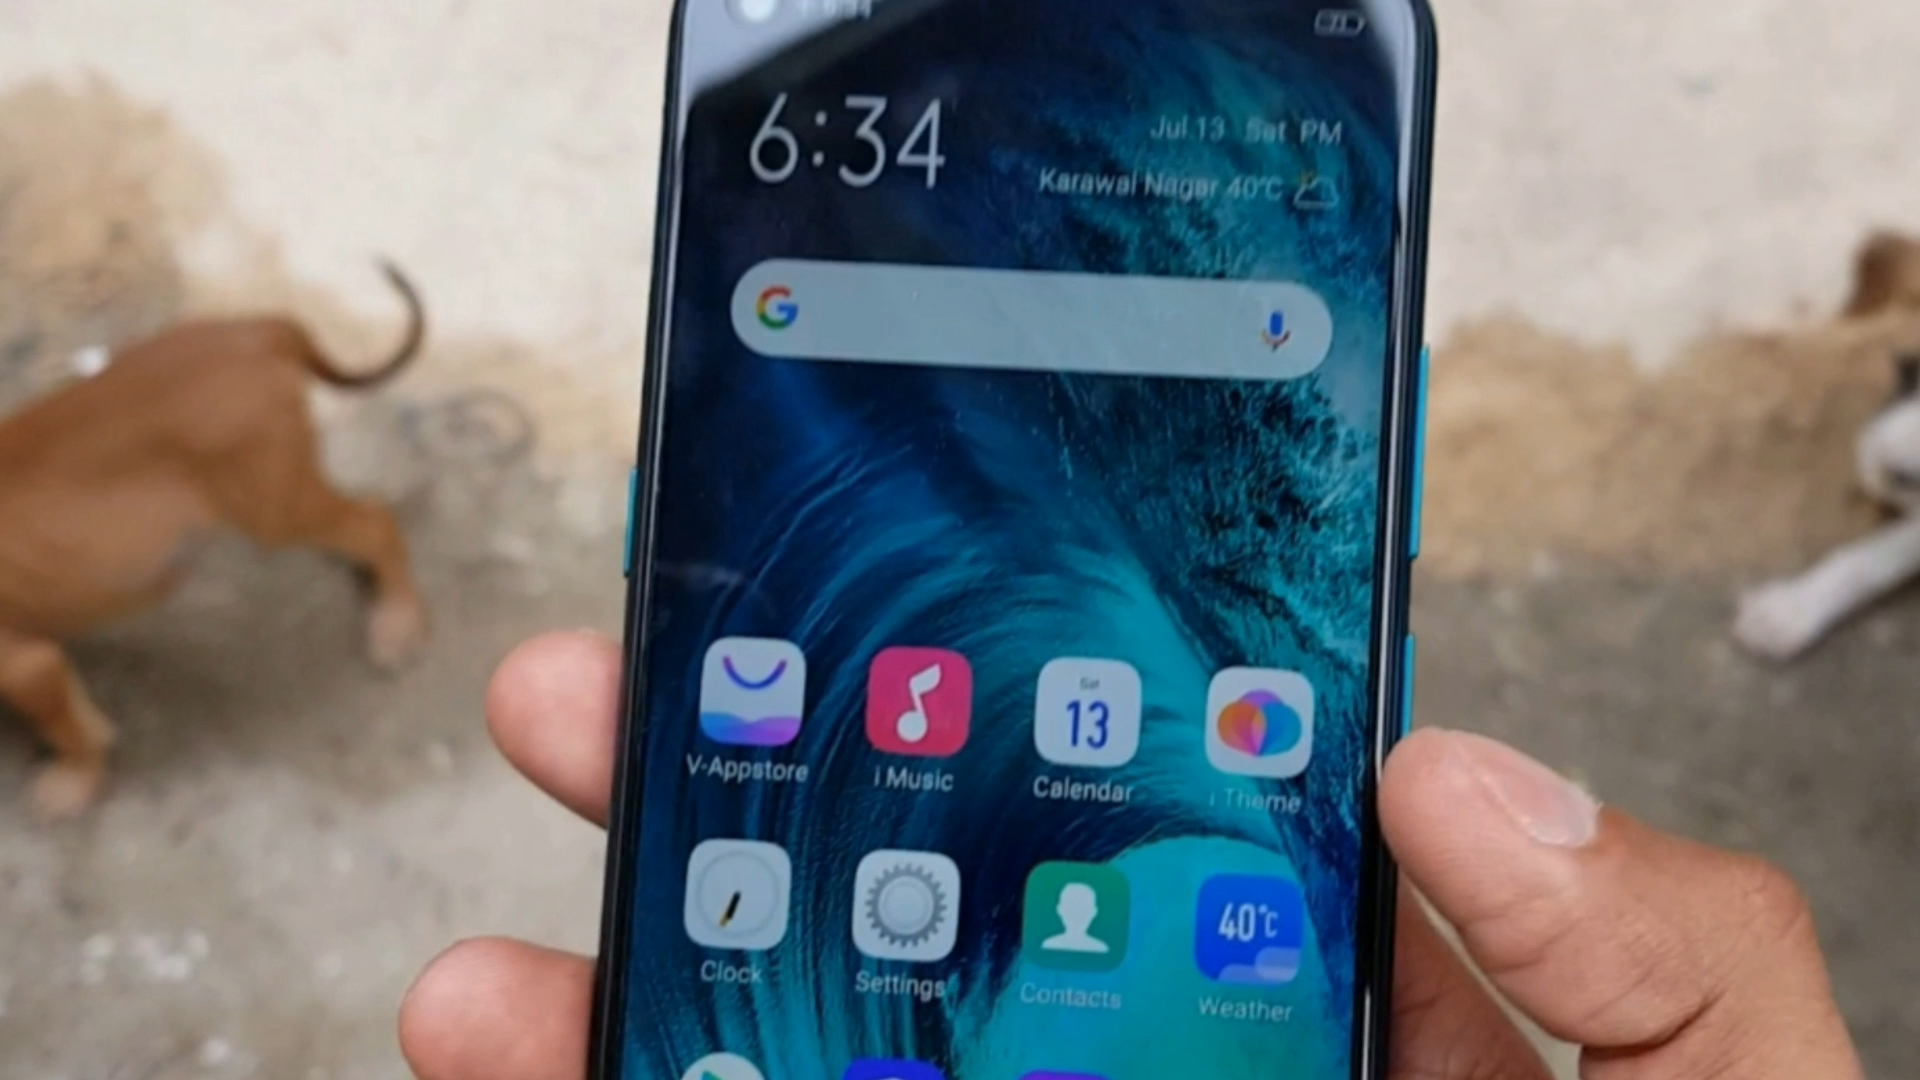 6:34
Jul 13 Sat PM
Karawal Nagar 40°C
G
V-Appstore
i Music
Sat
13
Calendar
i Theme
40°C
Clock
Settings
Contacts
Weather